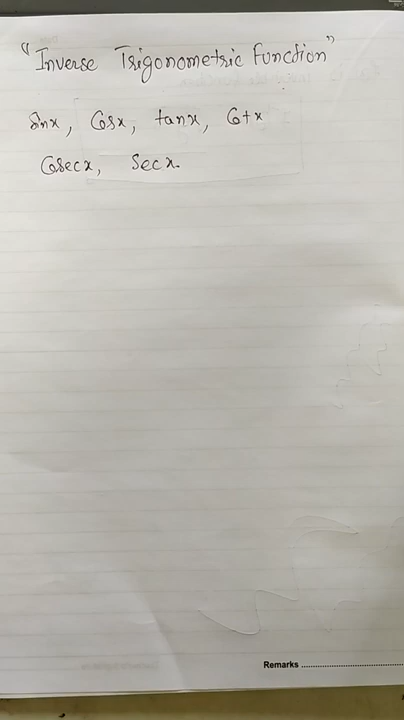 "Inverse Trigonometric Function"
Sinx, Cosx, tanx, Cotx
Cosecx, Secx.
Remarks